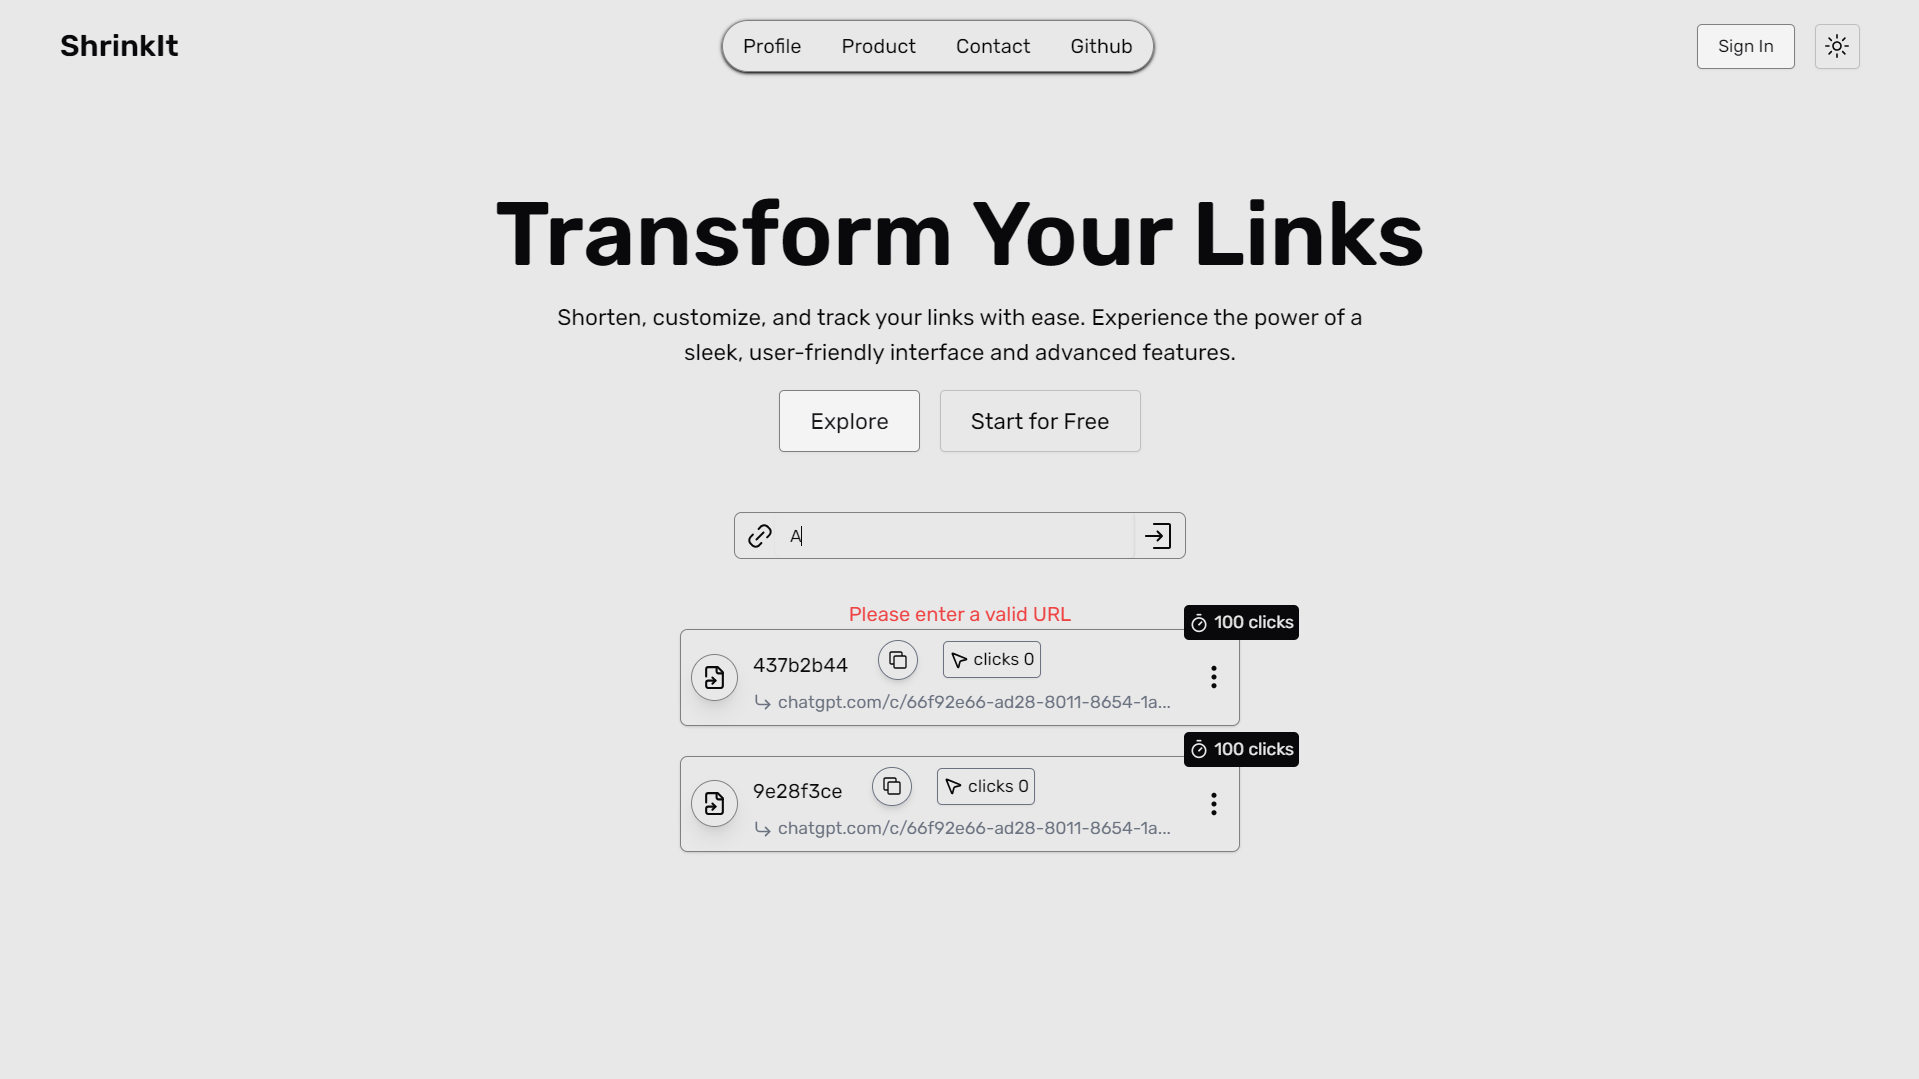 ShrinkIt
Profile Product Contact Github
Sign In
Transform Your Links
Shorten, customize, and track your links with ease. Experience the power of a
sleek, user-friendly interface and advanced features.
Explore
Start for Free
A
Please enter a valid URL
100 clicks
437b2b44
clicks 0
chatgpt.com/c/66f92e66-ad28-8011-8654-1a...
100 clicks
9e28f3ce
clicks 0
chatgpt.com/c/66f92e66-ad28-8011-8654-1a...